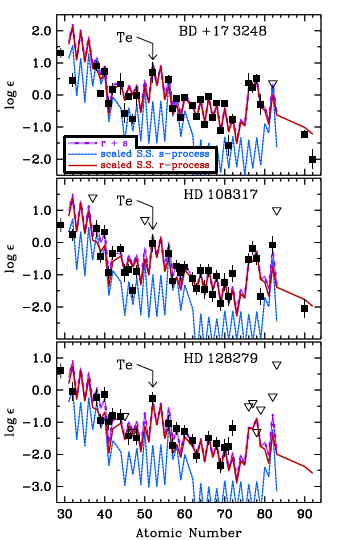 BD +17 3248
Te
2.0
1.0
0.0
-1.0
-2.0
log ϵ
r + s
scaled S.S. s-process
scaled S.S. r-process
HD 108317
Te
1.0
0.0
-1.0
-2.0
log ϵ
HD 128279
Te
1.0
0.0
-1.0
-2.0
-3.0
log ϵ
30 40 50 60 70 80 90
Atomic Number